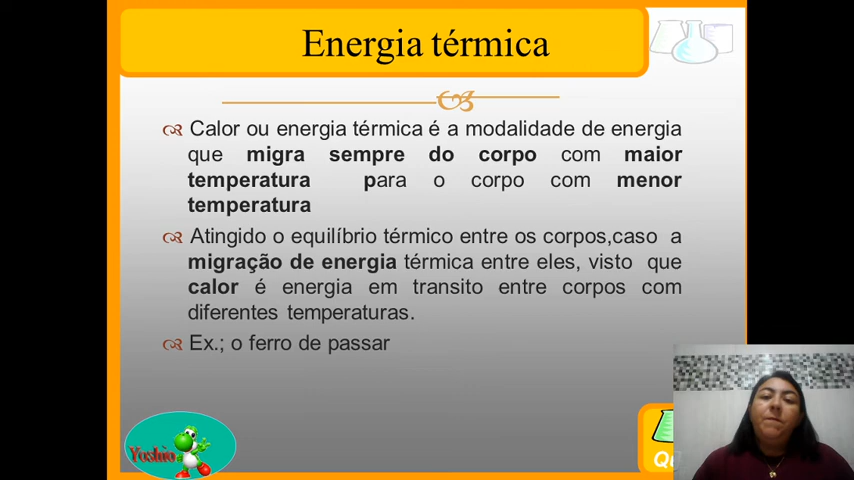 Energia térmica
Calor ou energia térmica é a modalidade de energia
que migra sempre do corpo com maior
temperatura para o corpo com menor
temperatura
Atingido o equilíbrio térmico entre os corpos,caso a
migração de energia térmica entre eles, visto que
calor é energia em transito entre corpos com
diferentes temperaturas.
Ex.; o ferro de passar
Yoshio